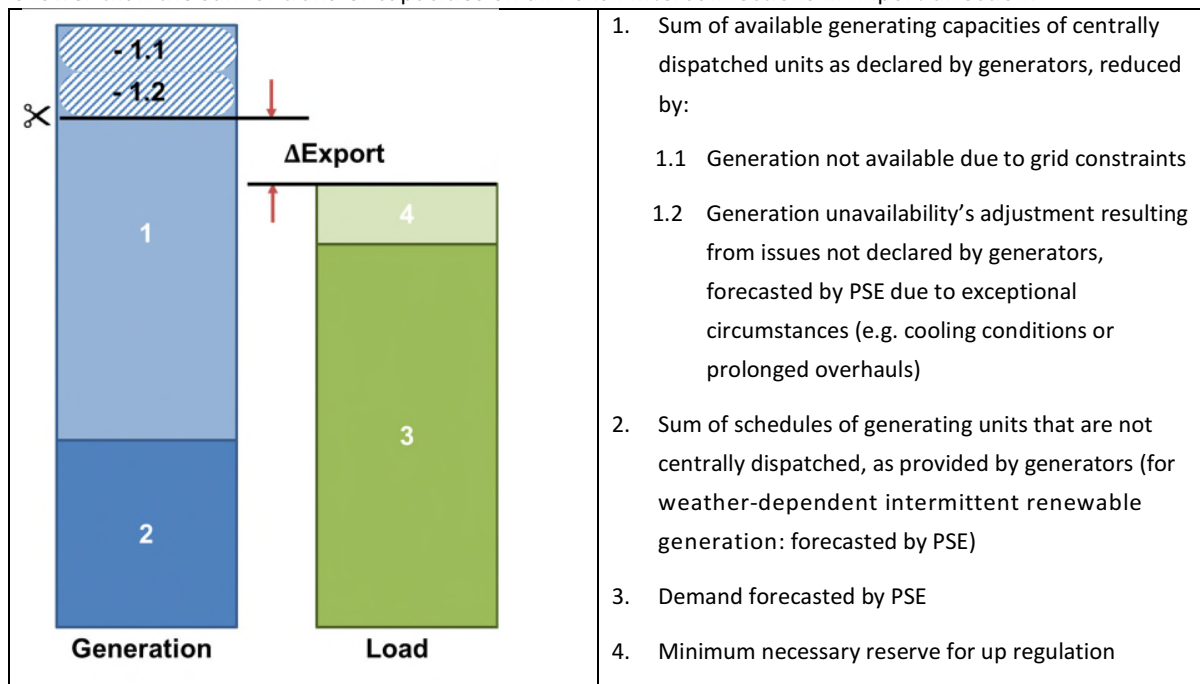 - 1.1
- 1.2
ΔExport
4
1
3
2
Generation
Load
1. Sum of available generating capacities of centrally
dispatched units as declared by generators, reduced
by:
1.1 Generation not available due to grid constraints
1.2 Generation unavailability’s adjustment resulting
from issues not declared by generators,
forecasted by PSE due to exceptional
circumstances (e.g. cooling conditions or
prolonged overhauls)
2. Sum of schedules of generating units that are not
centrally dispatched, as provided by generators (for
weather-dependent intermittent renewable
generation: forecasted by PSE)
3. Demand forecasted by PSE
4. Minimum necessary reserve for up regulation